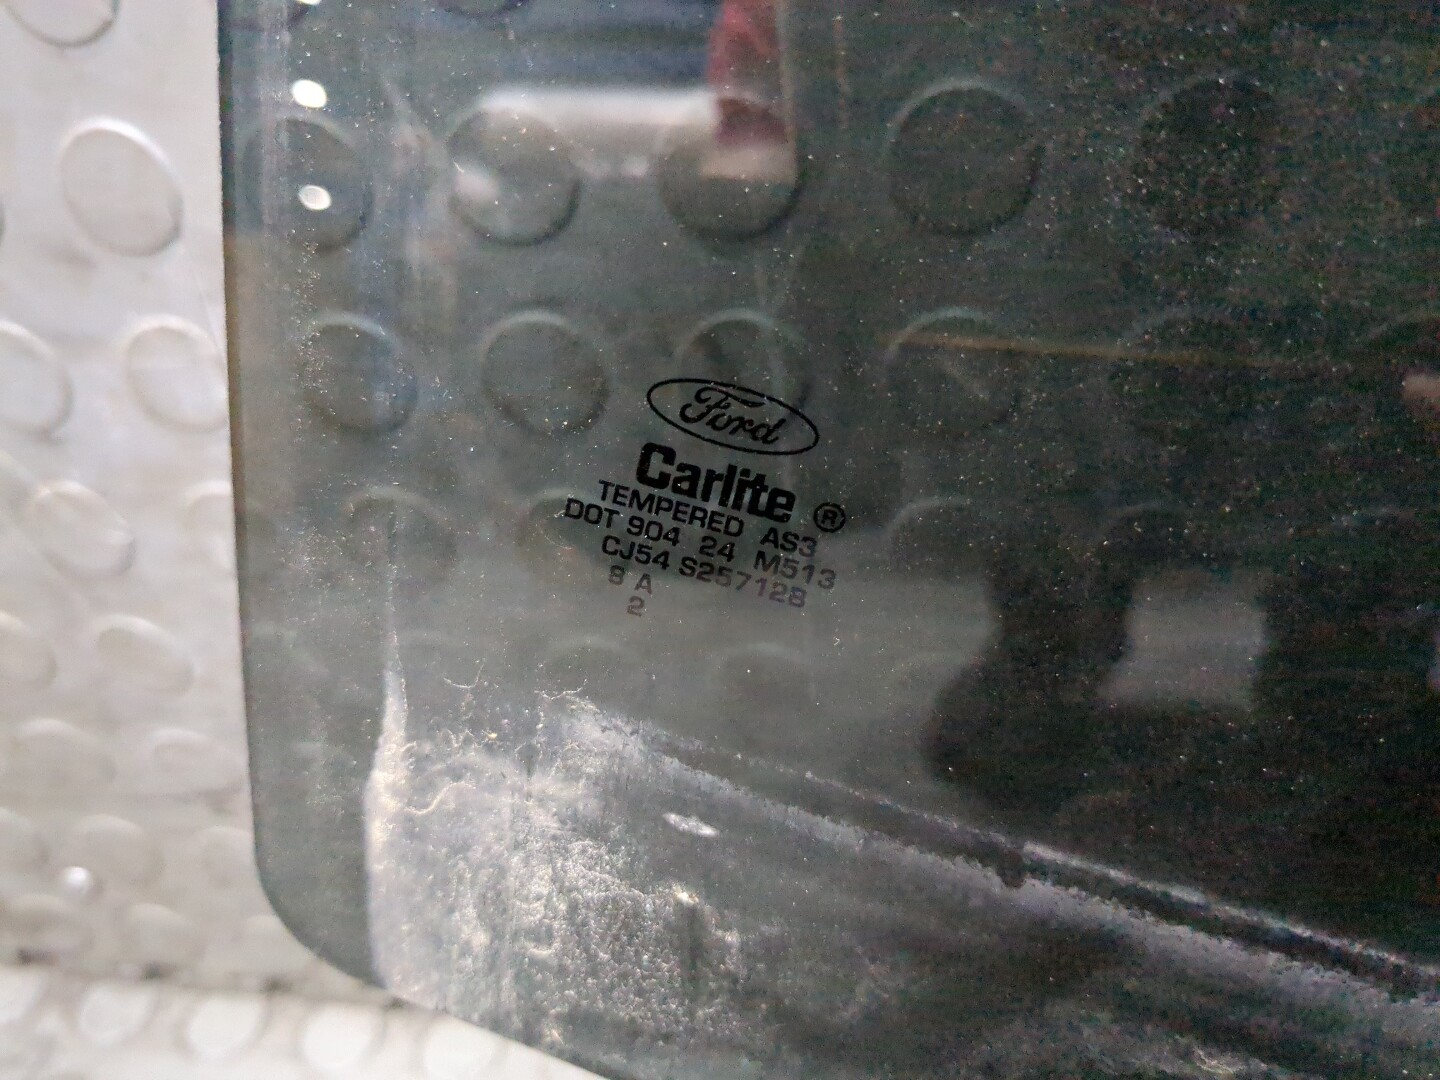 Ford
Carlite ®
TEMPERED AS3
DOT 904 24 M513
CJ54 S257128
8 A
2